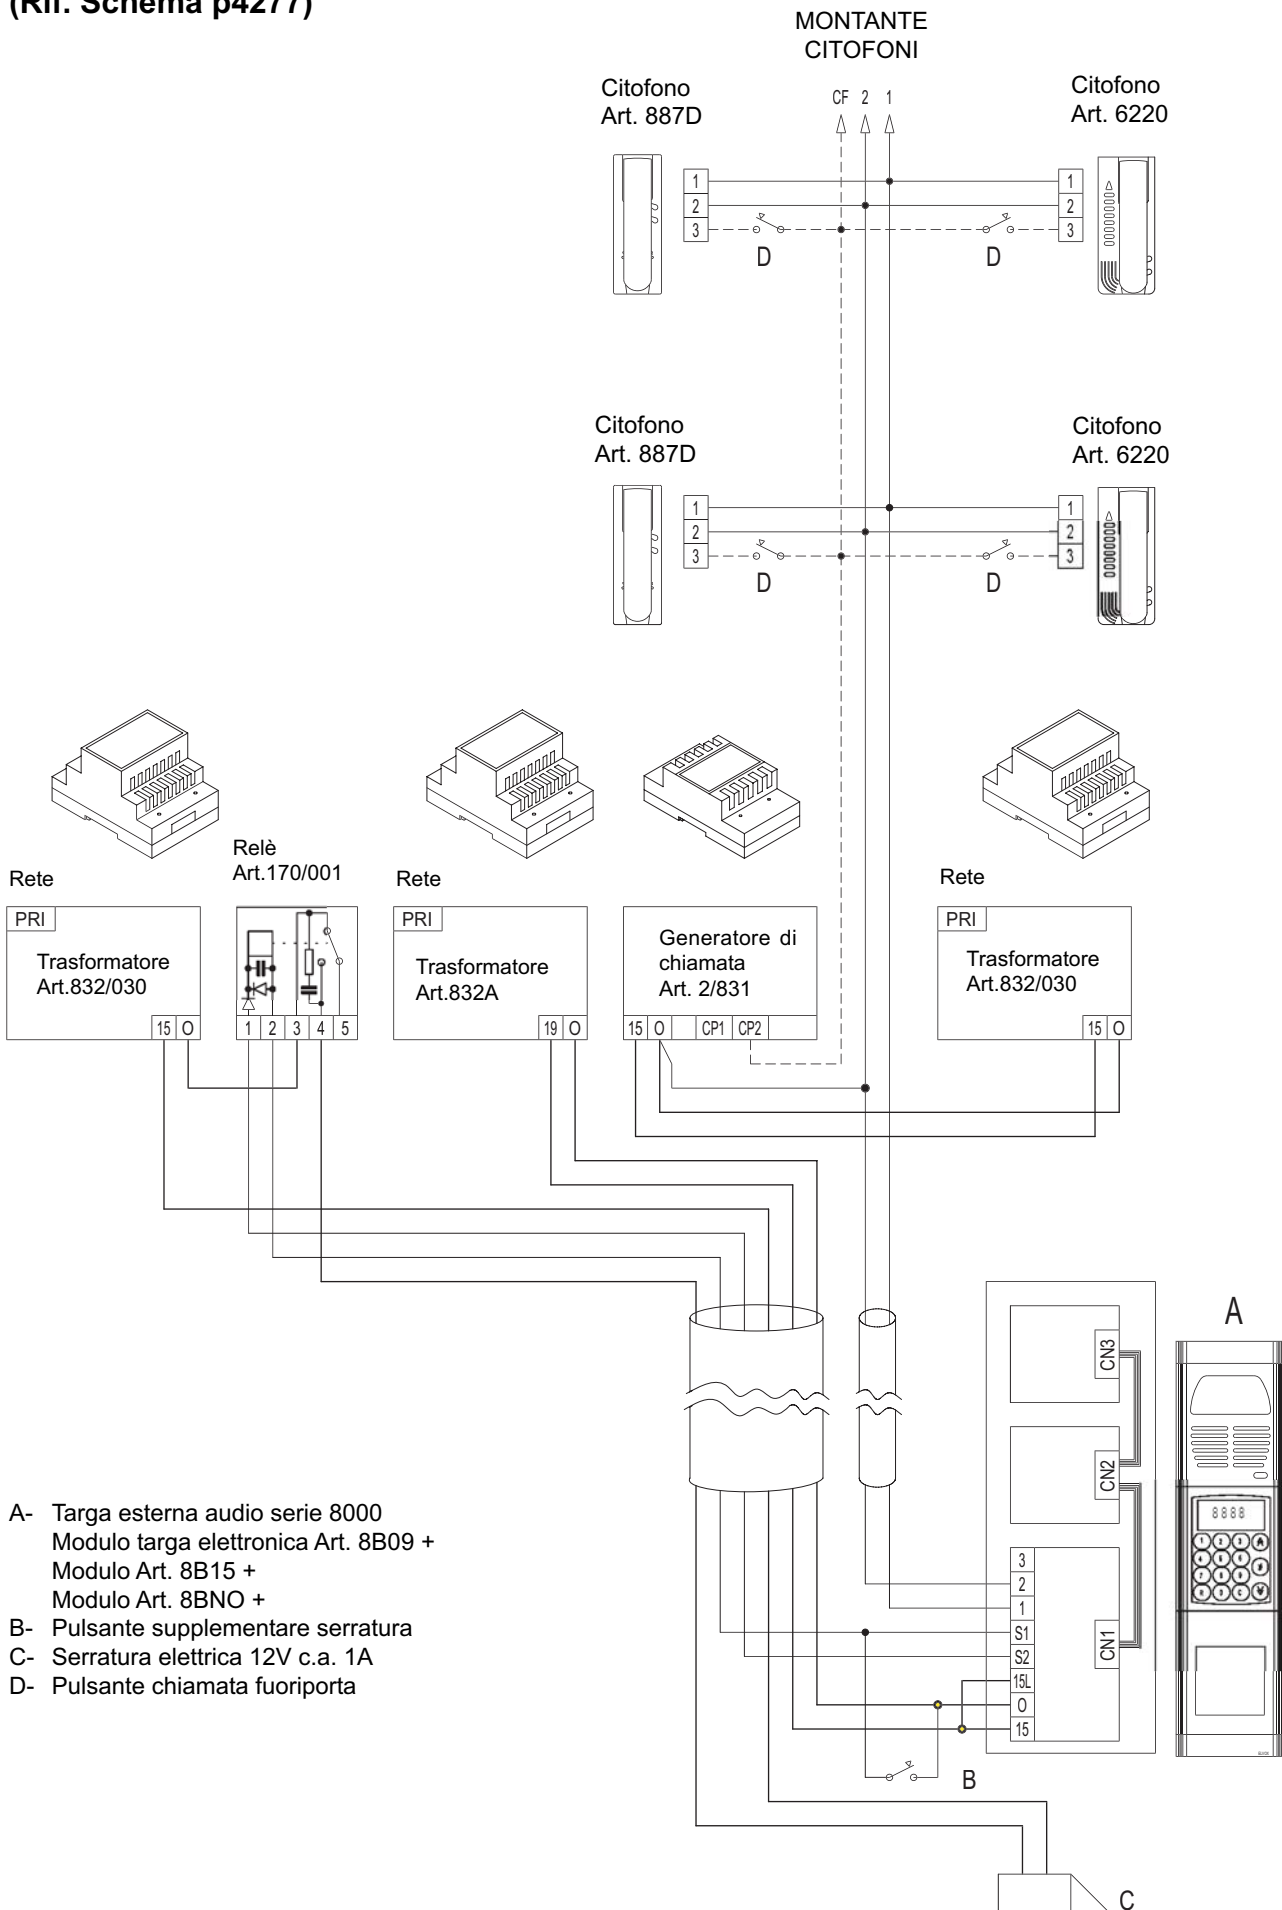 (Rif. Schema p4277)
MONTANTE
CITOFONI
Citofono
Art. 887D
CF 2 1
Citofono
Art. 6220
1
2
3
D
D
1
2
3
Citofono
Art. 887D
Citofono
Art. 6220
1
2
3
D
D
1
2
3
Rete
Relè
Art.170/001
Rete
Rete
PRI
Trasformatore
Art.832/030
15 O
1 2 3 4 5
PRI
Trasformatore
Art.832A
19 O
Generatore di
chiamata
Art. 2/831
15 O CP1 CP2
PRI
Trasformatore
Art.832/030
15 O
A
CN3
CN2
CN1
8888
3
2
1
S1
S2
15L
O
15
B
C
A- Targa esterna audio serie 8000
Modulo targa elettronica Art. 8B09 +
Modulo Art. 8B15 +
Modulo Art. 8BNO +
B- Pulsante supplementare serratura
C- Serratura elettrica 12V c.a. 1A
D- Pulsante chiamata fuoriporta